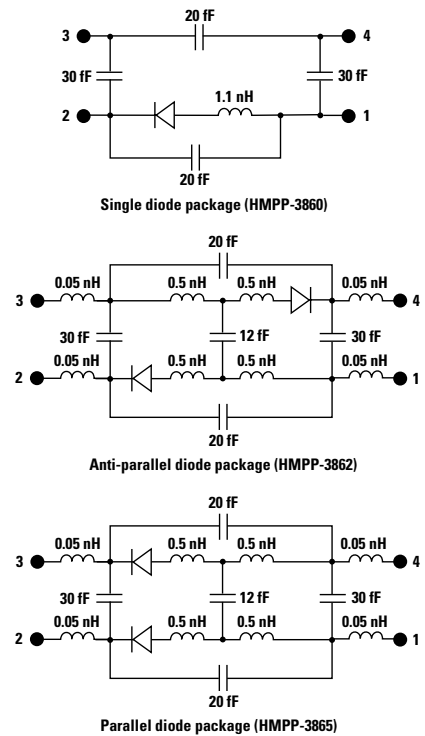 20 fF
3 4
30 fF 30 fF
1.1 nH
2 1
20 fF
Single diode package (HMPP-3860)
20 fF
0.05 nH 0.5 nH 0.5 nH 0.05 nH
3 4
30 fF 12 fF 30 fF
0.05 nH 0.5 nH 0.5 nH 0.05 nH
2 1
20 fF
Anti-parallel diode package (HMPP-3862)
20 fF
0.05 nH 0.5 nH 0.5 nH 0.05 nH
3 4
30 fF 12 fF 30 fF
0.05 nH 0.5 nH 0.5 nH 0.05 nH
2 1
20 fF
Parallel diode package (HMPP-3865)